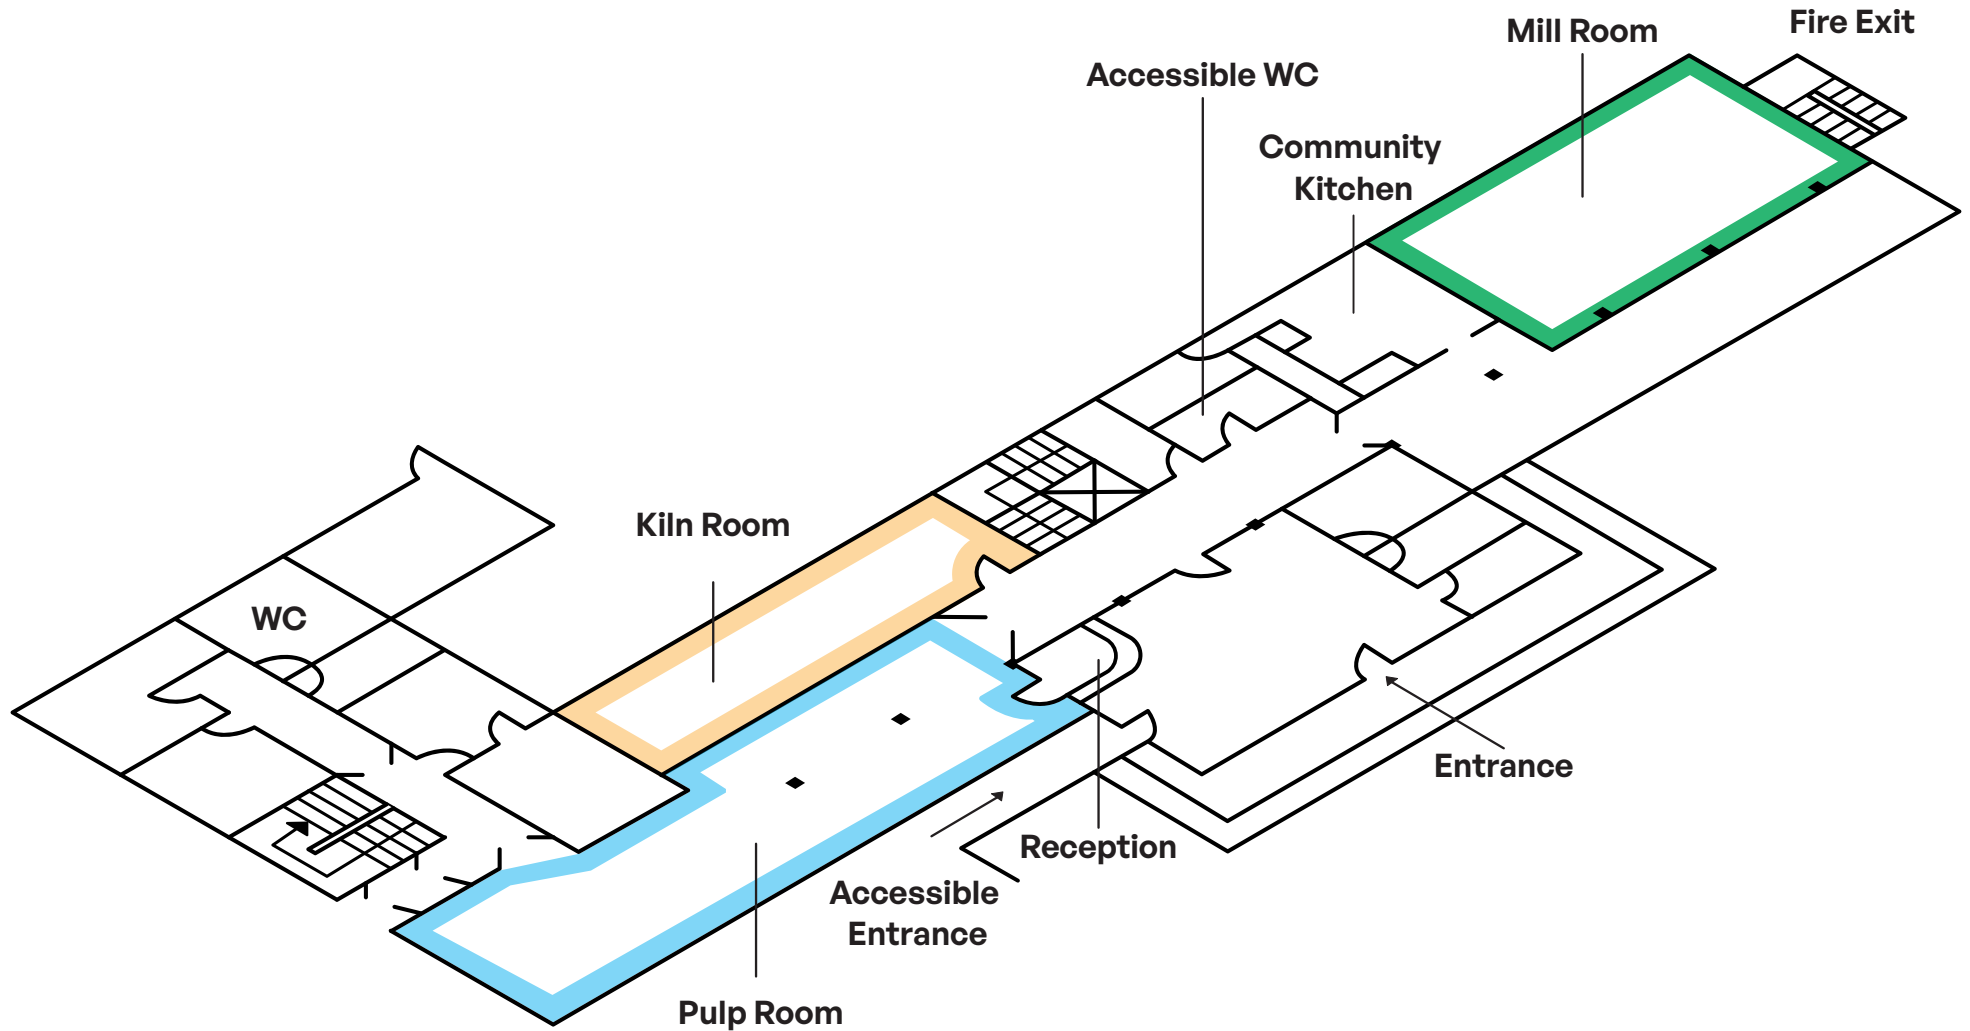 Fire Exit
Mill Room
Accessible WC
Community
Kitchen
Kiln Room
WC
Entrance
Reception
Accessible
Entrance
Pulp Room